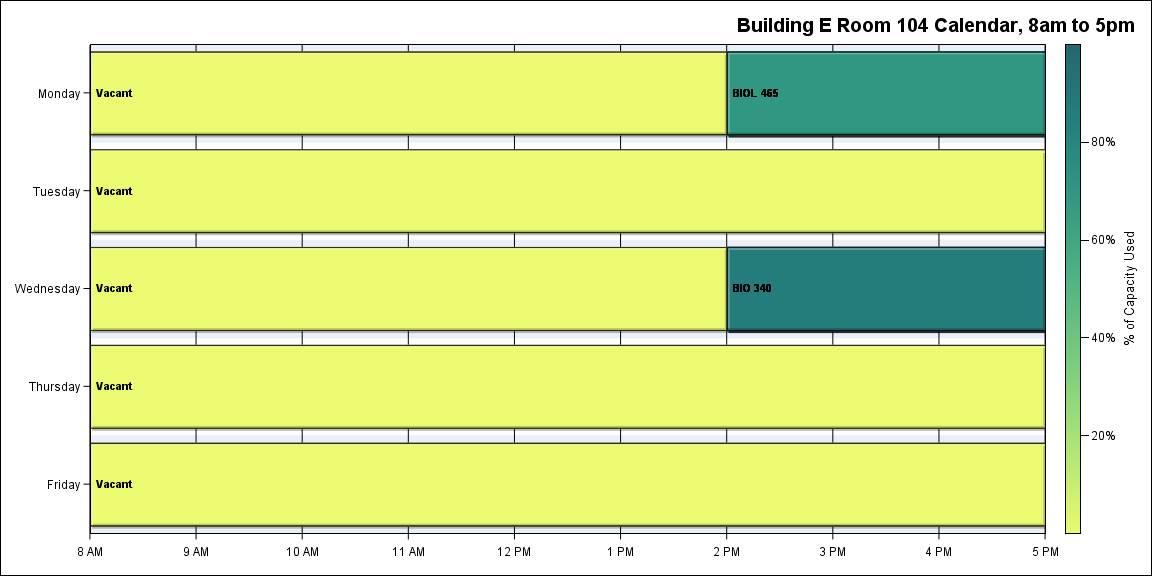 Building E Room 104 Calendar, 8am to 5pm
Monday
Vacant
BIOL 465
Tuesday
Vacant
Wednesday
Vacant
BIO 340
Thursday
Vacant
Friday
Vacant
8 AM
9 AM
10 AM
11 AM
12 PM
1 PM
2 PM
3 PM
4 PM
5 PM
80%
60%
40%
20%
% of Capacity Used